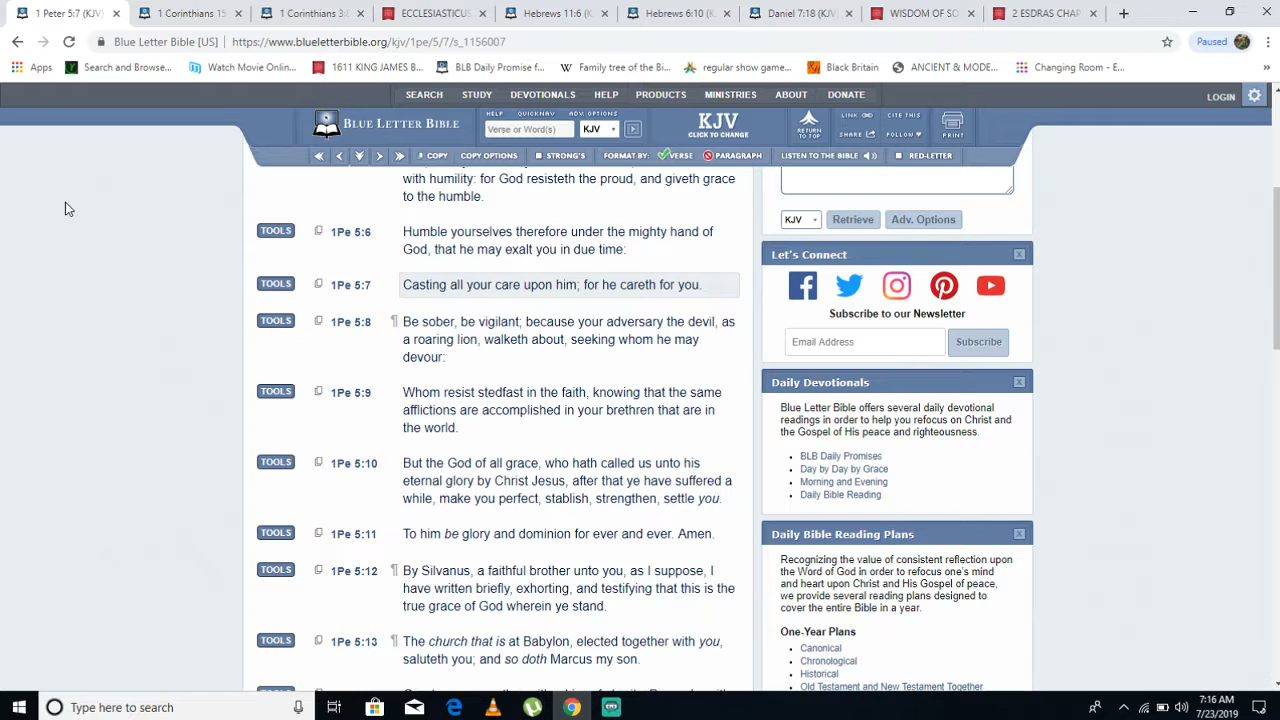 1 Peter 5:7 (KJV)
1 Corinthians 15
1 Corinthians 3:
ECCLESIASTICUS
Hebrews 11:6 (KJV
Hebrews 6:10 (KJV
Daniel 7:18 (KJV
WISDOM OF SO
2 ESDRAS CHAP
Blue Letter Bible [US] | https://www.blueletterbible.org/kjv/1pe/5/7/s_1156007
Paused
Apps
Search and Browse...
Watch Movie Onlin...
1611 KING JAMES B...
BLB Daily Promise f...
Family tree of the Bi...
regular show game...
Black Britain
ANCIENT & MODE...
Changing Room - E...
SEARCH STUDY DEVOTIONALS HELP PRODUCTS MINISTRIES ABOUT DONATE
LOGIN
BLUE LETTER BIBLE
HELP QUICKNAV ADV. OPTIONS
Verse or Word(s) KJV
KJV
CLICK TO CHANGE
RETURN
TO TOP
LINK CITE THIS
SHARE FOLLOW
PRINT
COPY COPY OPTIONS STRONG'S FORMAT BY: VERSE PARAGRAPH LISTEN TO THE BIBLE RED-LETTER
with humility: for God resisteth the proud, and giveth grace
to the humble.
TOOLS 1Pe 5:6 Humble yourselves therefore under the mighty hand of
God, that he may exalt you in due time:
TOOLS 1Pe 5:7 Casting all your care upon him; for he careth for you.
TOOLS 1Pe 5:8 ¶ Be sober, be vigilant; because your adversary the devil, as
a roaring lion, walketh about, seeking whom he may
devour:
TOOLS 1Pe 5:9 Whom resist stedfast in the faith, knowing that the same
afflictions are accomplished in your brethren that are in
the world.
TOOLS 1Pe 5:10 But the God of all grace, who hath called us unto his
eternal glory by Christ Jesus, after that ye have suffered a
while, make you perfect, stablish, strengthen, settle you.
TOOLS 1Pe 5:11 To him be glory and dominion for ever and ever. Amen.
TOOLS 1Pe 5:12 ¶ By Silvanus, a faithful brother unto you, as I suppose, I
have written briefly, exhorting, and testifying that this is the
true grace of God wherein ye stand.
TOOLS 1Pe 5:13 ¶ The church that is at Babylon, elected together with you,
saluteth you; and so doth Marcus my son.
KJV Retrieve Adv. Options
Let's Connect
Subscribe to our Newsletter
Email Address Subscribe
Daily Devotionals
Blue Letter Bible offers several daily devotional
readings in order to help you refocus on Christ and
the Gospel of His peace and righteousness.
BLB Daily Promises
Day by Day by Grace
Morning and Evening
Daily Bible Reading
Daily Bible Reading Plans
Recognizing the value of consistent reflection upon
the Word of God in order to refocus one's mind
and heart upon Christ and His Gospel of peace,
we provide several reading plans designed to
cover the entire Bible in a year.
One-Year Plans
Canonical
Chronological
Historical
Old Testament and New Testament Together
Type here to search
7:16 AM
7/23/2019